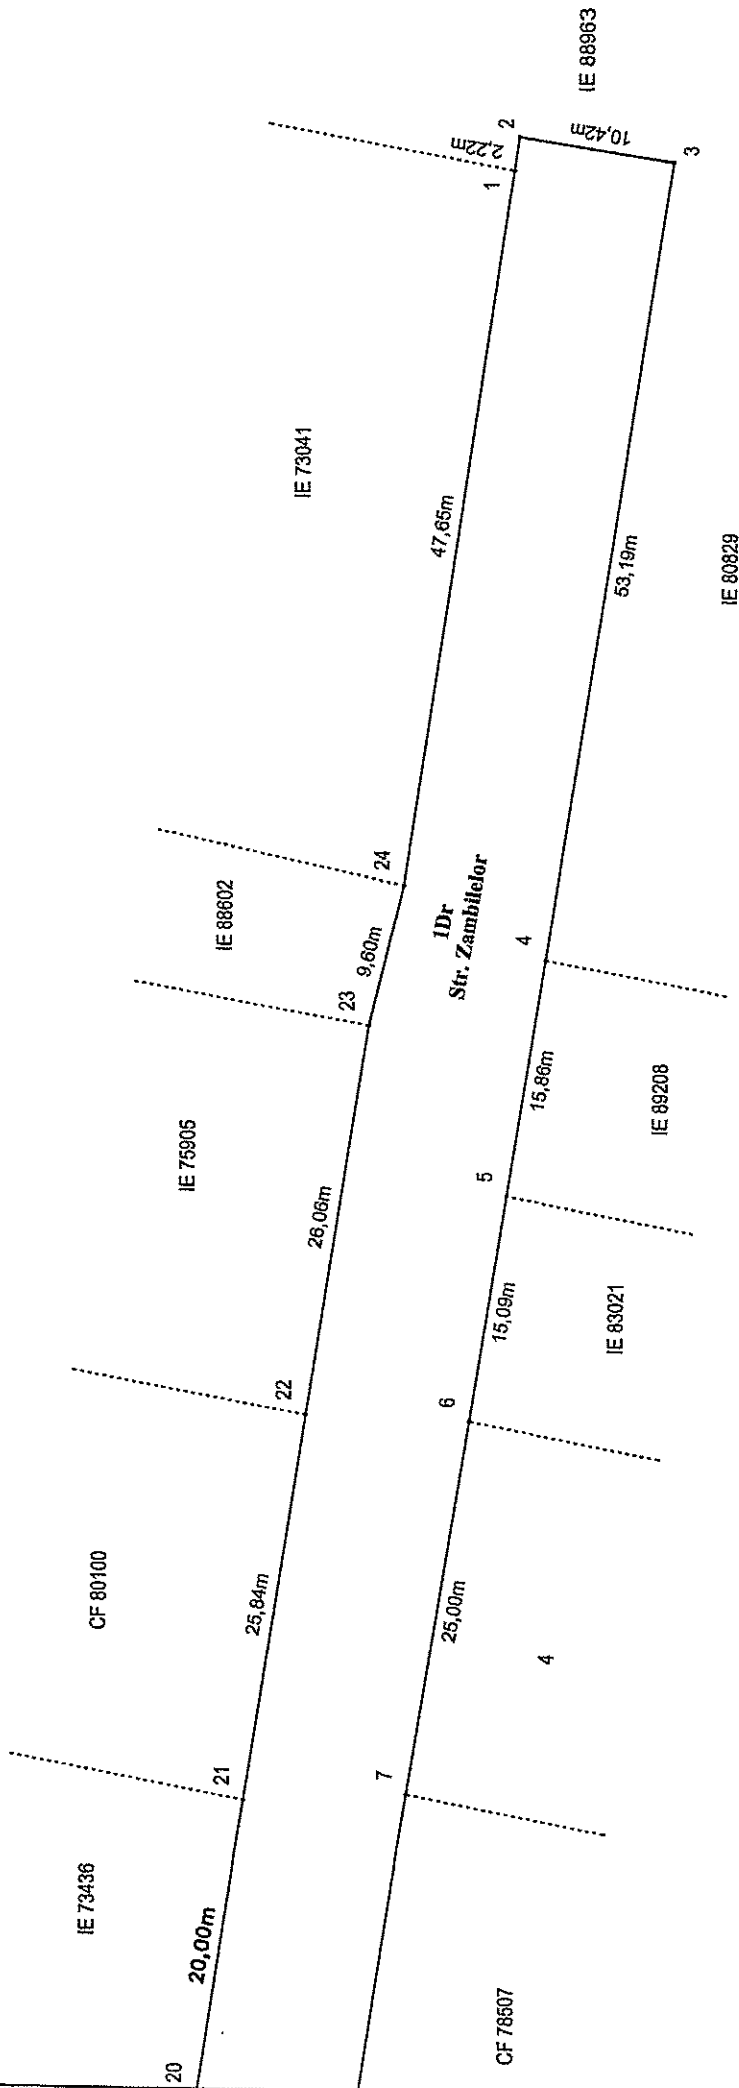 IE 88963
2
2,22m
10,42m
1
3
IE 73041
47,65m
53,19m
IE 80829
24
IE 88602
9,60m
23
1Dr
Str. Zambilelor
4
15,86m
IE 89208
IE 75905
26,06m
5
15,09m
IE 83021
22
6
CF 80100
25,84m
25,00m
4
21
7
IE 73436
20,00m
CF 78507
20